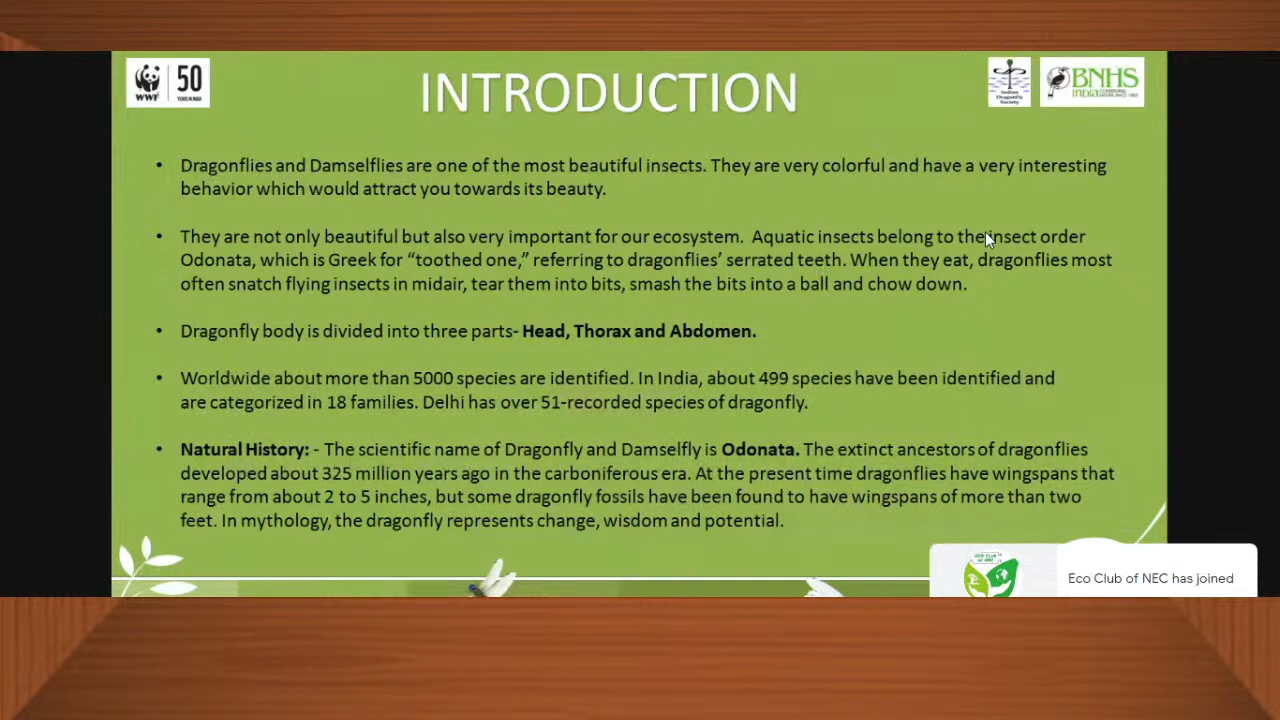 WWF
50
YEARS IN INDIA
INTRODUCTION
Indian
Dragonfly
Society
BNHS
India
• Dragonflies and Damselflies are one of the most beautiful insects. They are very colorful and have a very interesting
behavior which would attract you towards its beauty.
• They are not only beautiful but also very important for our ecosystem. Aquatic insects belong to the insect order
Odonata, which is Greek for “toothed one,” referring to dragonflies’ serrated teeth. When they eat, dragonflies most
often snatch flying insects in midair, tear them into bits, smash the bits into a ball and chow down.
• Dragonfly body is divided into three parts- Head, Thorax and Abdomen.
• Worldwide about more than 5000 species are identified. In India, about 499 species have been identified and
are categorized in 18 families. Delhi has over 51-recorded species of dragonfly.
• Natural History: - The scientific name of Dragonfly and Damselfly is Odonata. The extinct ancestors of dragonflies
developed about 325 million years ago in the carboniferous era. At the present time dragonflies have wingspans that
range from about 2 to 5 inches, but some dragonfly fossils have been found to have wingspans of more than two
feet. In mythology, the dragonfly represents change, wisdom and potential.
ECO CLUB
OF NEC
Eco Club of NEC has joined